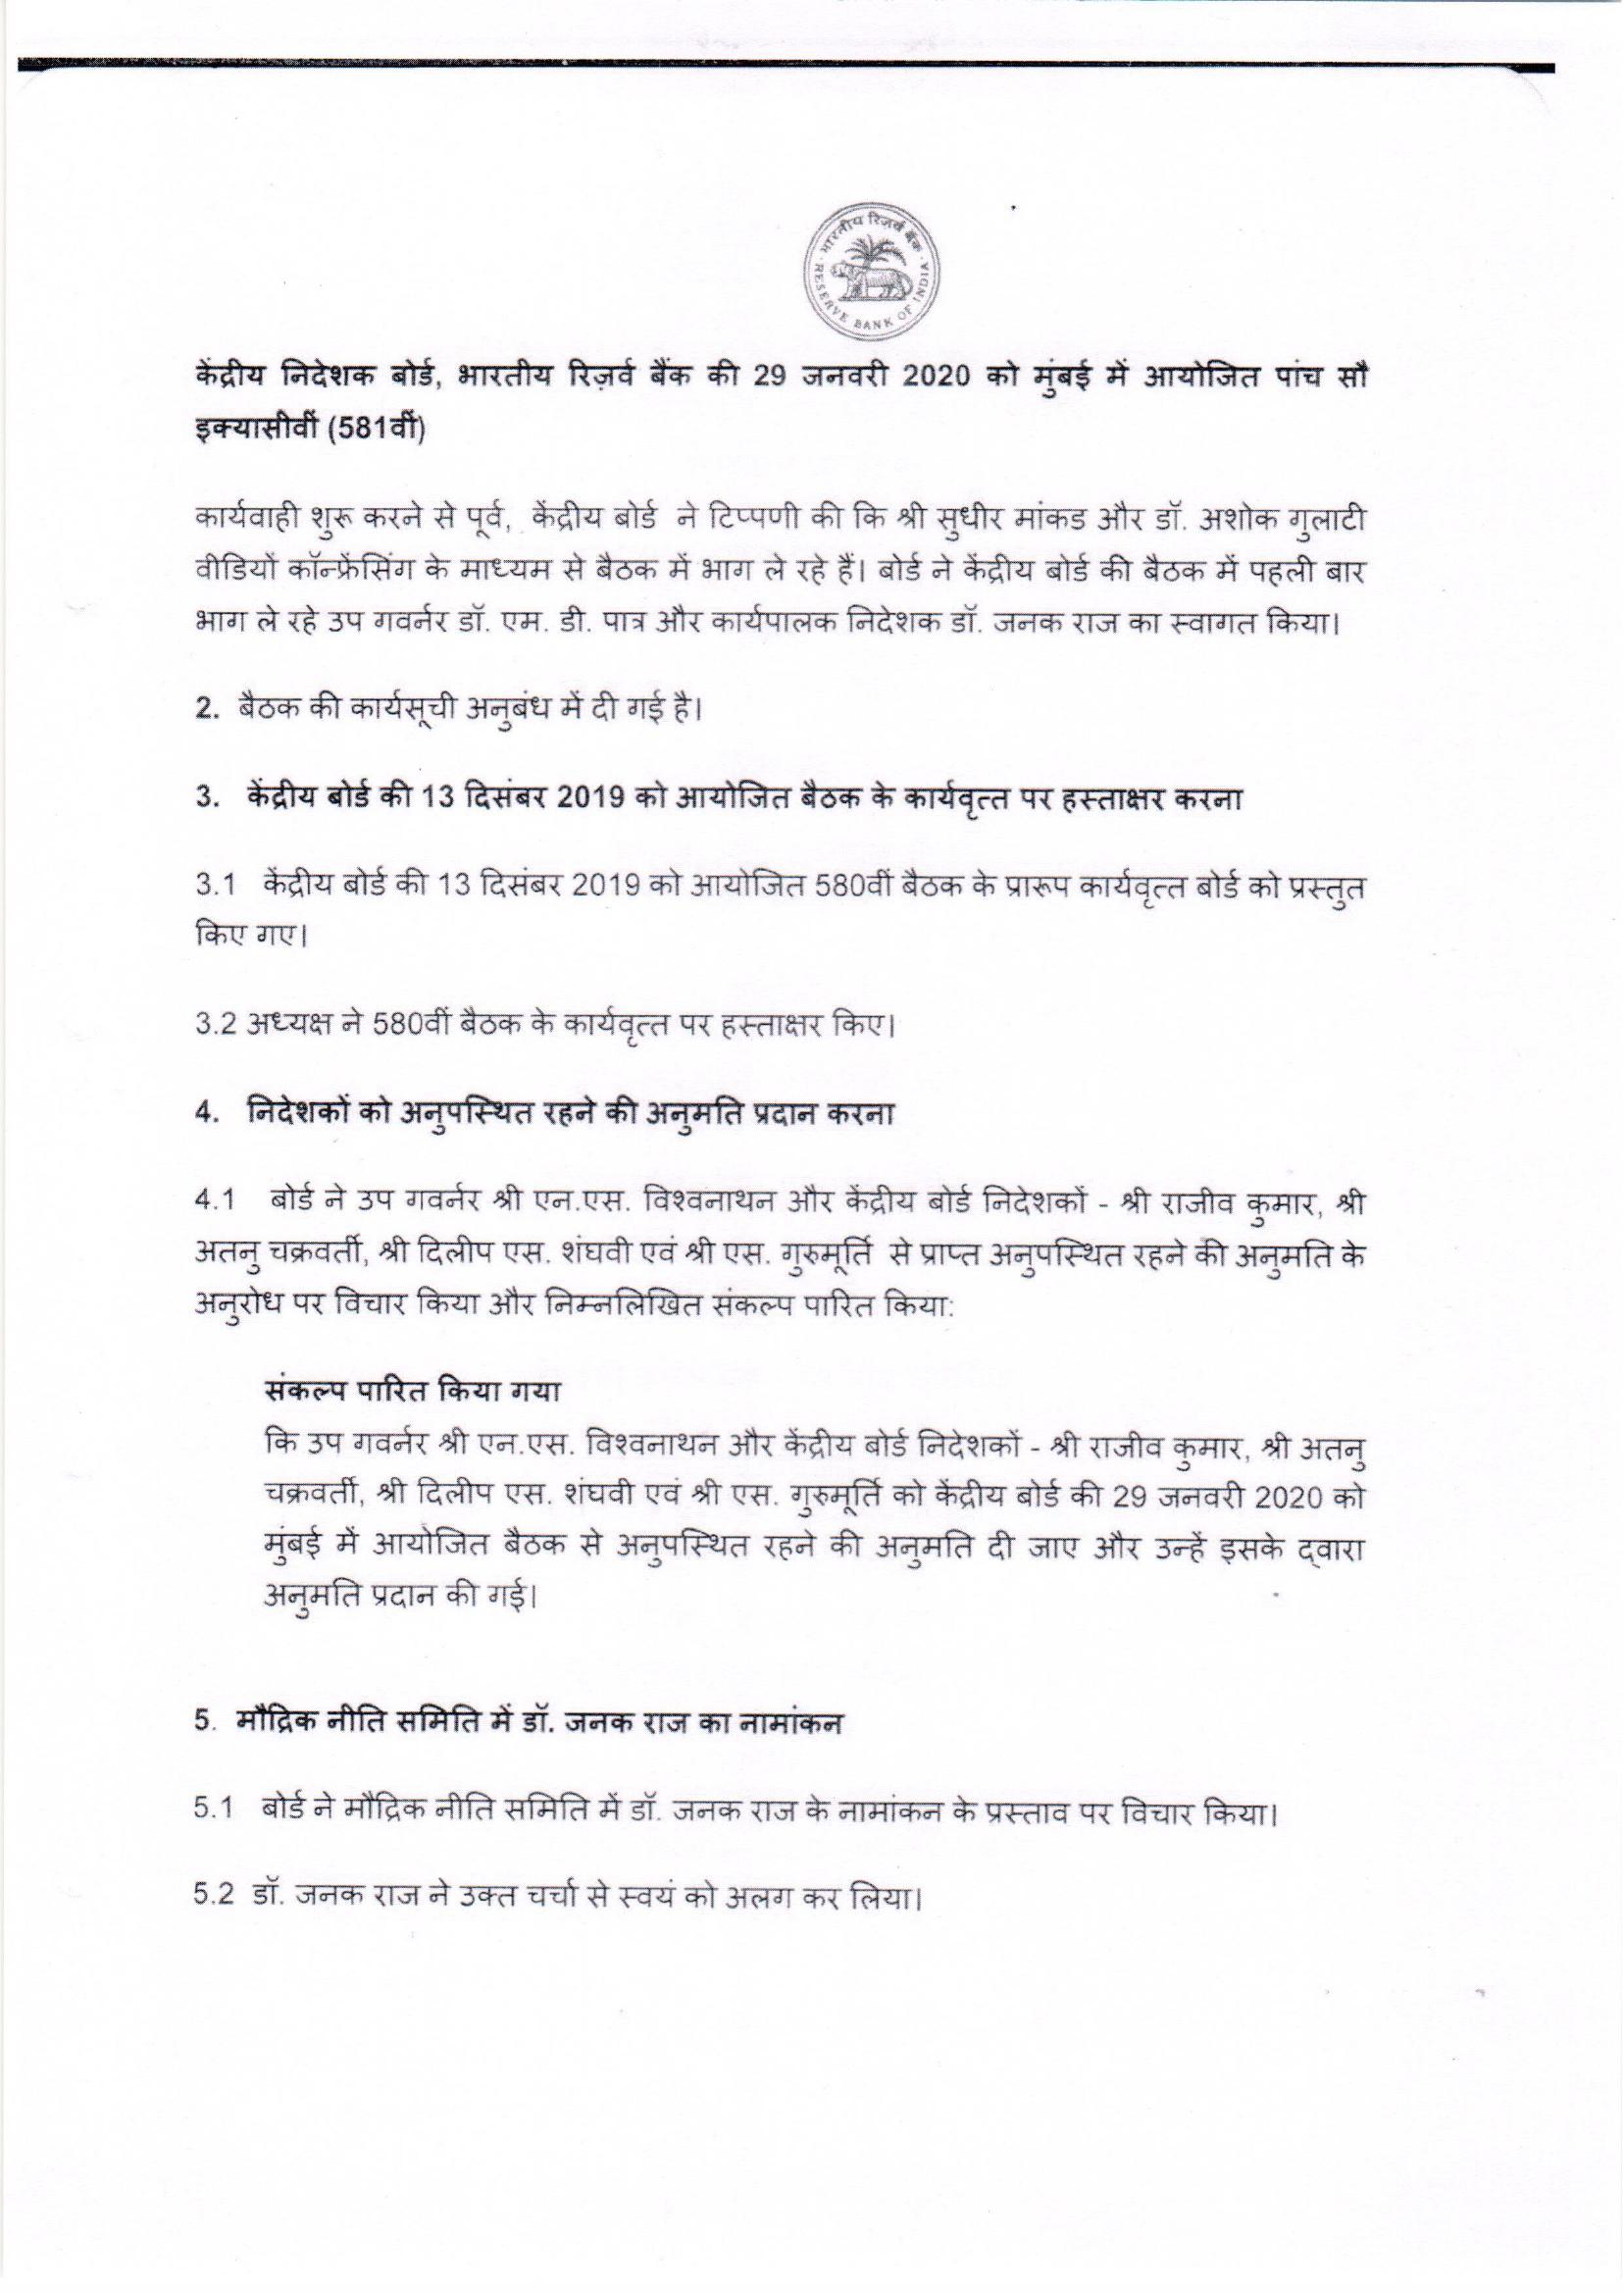 भारतीय रिज़र्व बैंक
RESERVE BANK OF INDIA
केंद्रीय निदेशक बोर्ड, भारतीय रिज़र्व बैंक की 29 जनवरी 2020 को मुंबई में आयोजित पांच सौ
इक्यासीवीं (581वीं)
कार्यवाही शुरू करने से पूर्व, केंद्रीय बोर्ड ने टिप्पणी की कि श्री सुधीर मांकड और डॉ. अशोक गुलाटी
वीडियों कॉन्फ्रेंसिंग के माध्यम से बैठक में भाग ले रहे हैं। बोर्ड ने केंद्रीय बोर्ड की बैठक में पहली बार
भाग ले रहे उप गवर्नर डॉ. एम. डी. पात्र और कार्यपालक निदेशक डॉ. जनक राज का स्वागत किया।
2. बैठक की कार्यसूची अनुबंध में दी गई है।
3. केंद्रीय बोर्ड की 13 दिसंबर 2019 को आयोजित बैठक के कार्यवृत्त पर हस्ताक्षर करना
3.1 केंद्रीय बोर्ड की 13 दिसंबर 2019 को आयोजित 580वीं बैठक के प्रारूप कार्यवृत्त बोर्ड को प्रस्तुत
किए गए।
3.2 अध्यक्ष ने 580वीं बैठक के कार्यवृत्त पर हस्ताक्षर किए।
4. निदेशकों को अनुपस्थित रहने की अनुमति प्रदान करना
4.1 बोर्ड ने उप गवर्नर श्री एन.एस. विश्वनाथन और केंद्रीय बोर्ड निदेशकों - श्री राजीव कुमार, श्री
अतनु चक्रवर्ती, श्री दिलीप एस. शंघवी एवं श्री एस. गुरुमूर्ति से प्राप्त अनुपस्थित रहने की अनुमति के
अनुरोध पर विचार किया और निम्नलिखित संकल्प पारित किया:
संकल्प पारित किया गया
कि उप गवर्नर श्री एन.एस. विश्वनाथन और केंद्रीय बोर्ड निदेशकों - श्री राजीव कुमार, श्री अतनु
चक्रवर्ती, श्री दिलीप एस. शंघवी एवं श्री एस. गुरुमूर्ति को केंद्रीय बोर्ड की 29 जनवरी 2020 को
मुंबई में आयोजित बैठक से अनुपस्थित रहने की अनुमति दी जाए और उन्हें इसके द्वारा
अनुमति प्रदान की गई।
5. मौद्रिक नीति समिति में डॉ. जनक राज का नामांकन
5.1 बोर्ड ने मौद्रिक नीति समिति में डॉ. जनक राज के नामांकन के प्रस्ताव पर विचार किया।
5.2 डॉ. जनक राज ने उक्त चर्चा से स्वयं को अलग कर लिया।